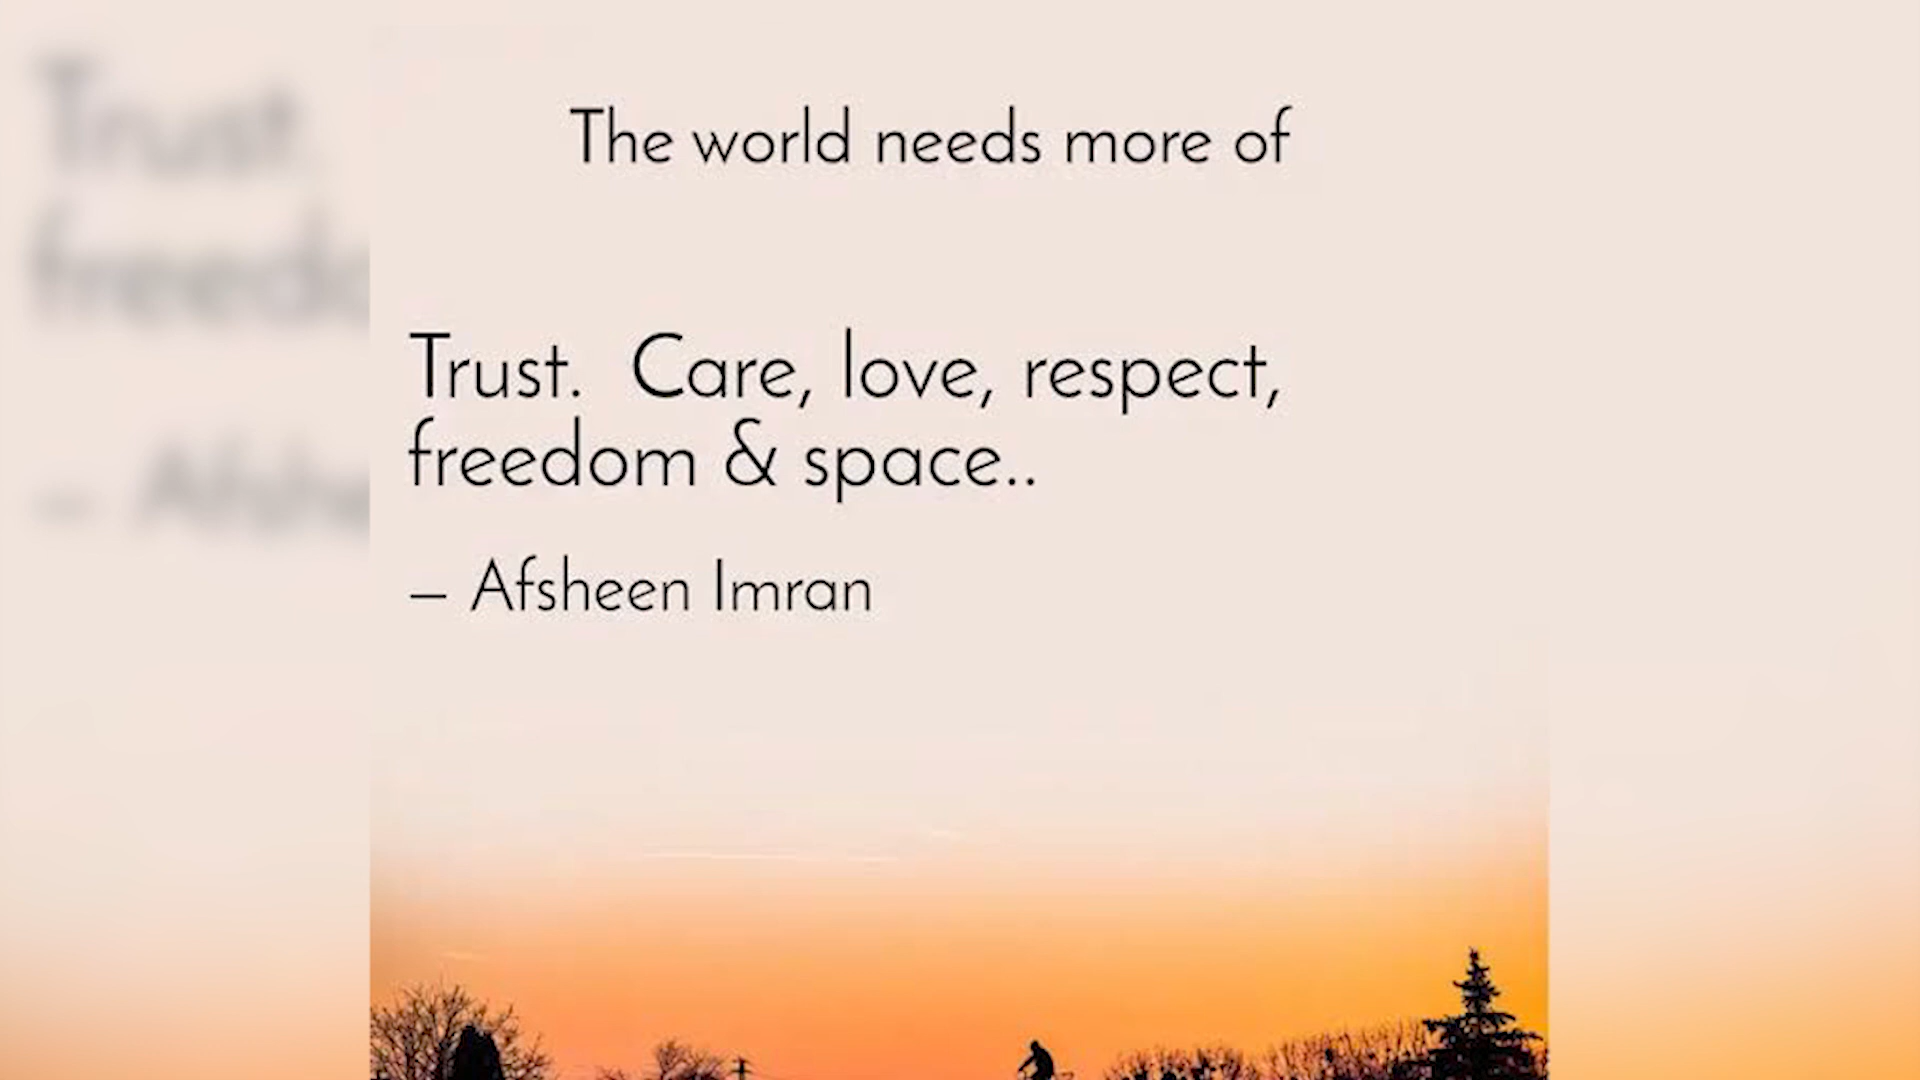 The world needs more of
Trust.  Care, love, respect,
freedom & space..
– Afsheen Imran